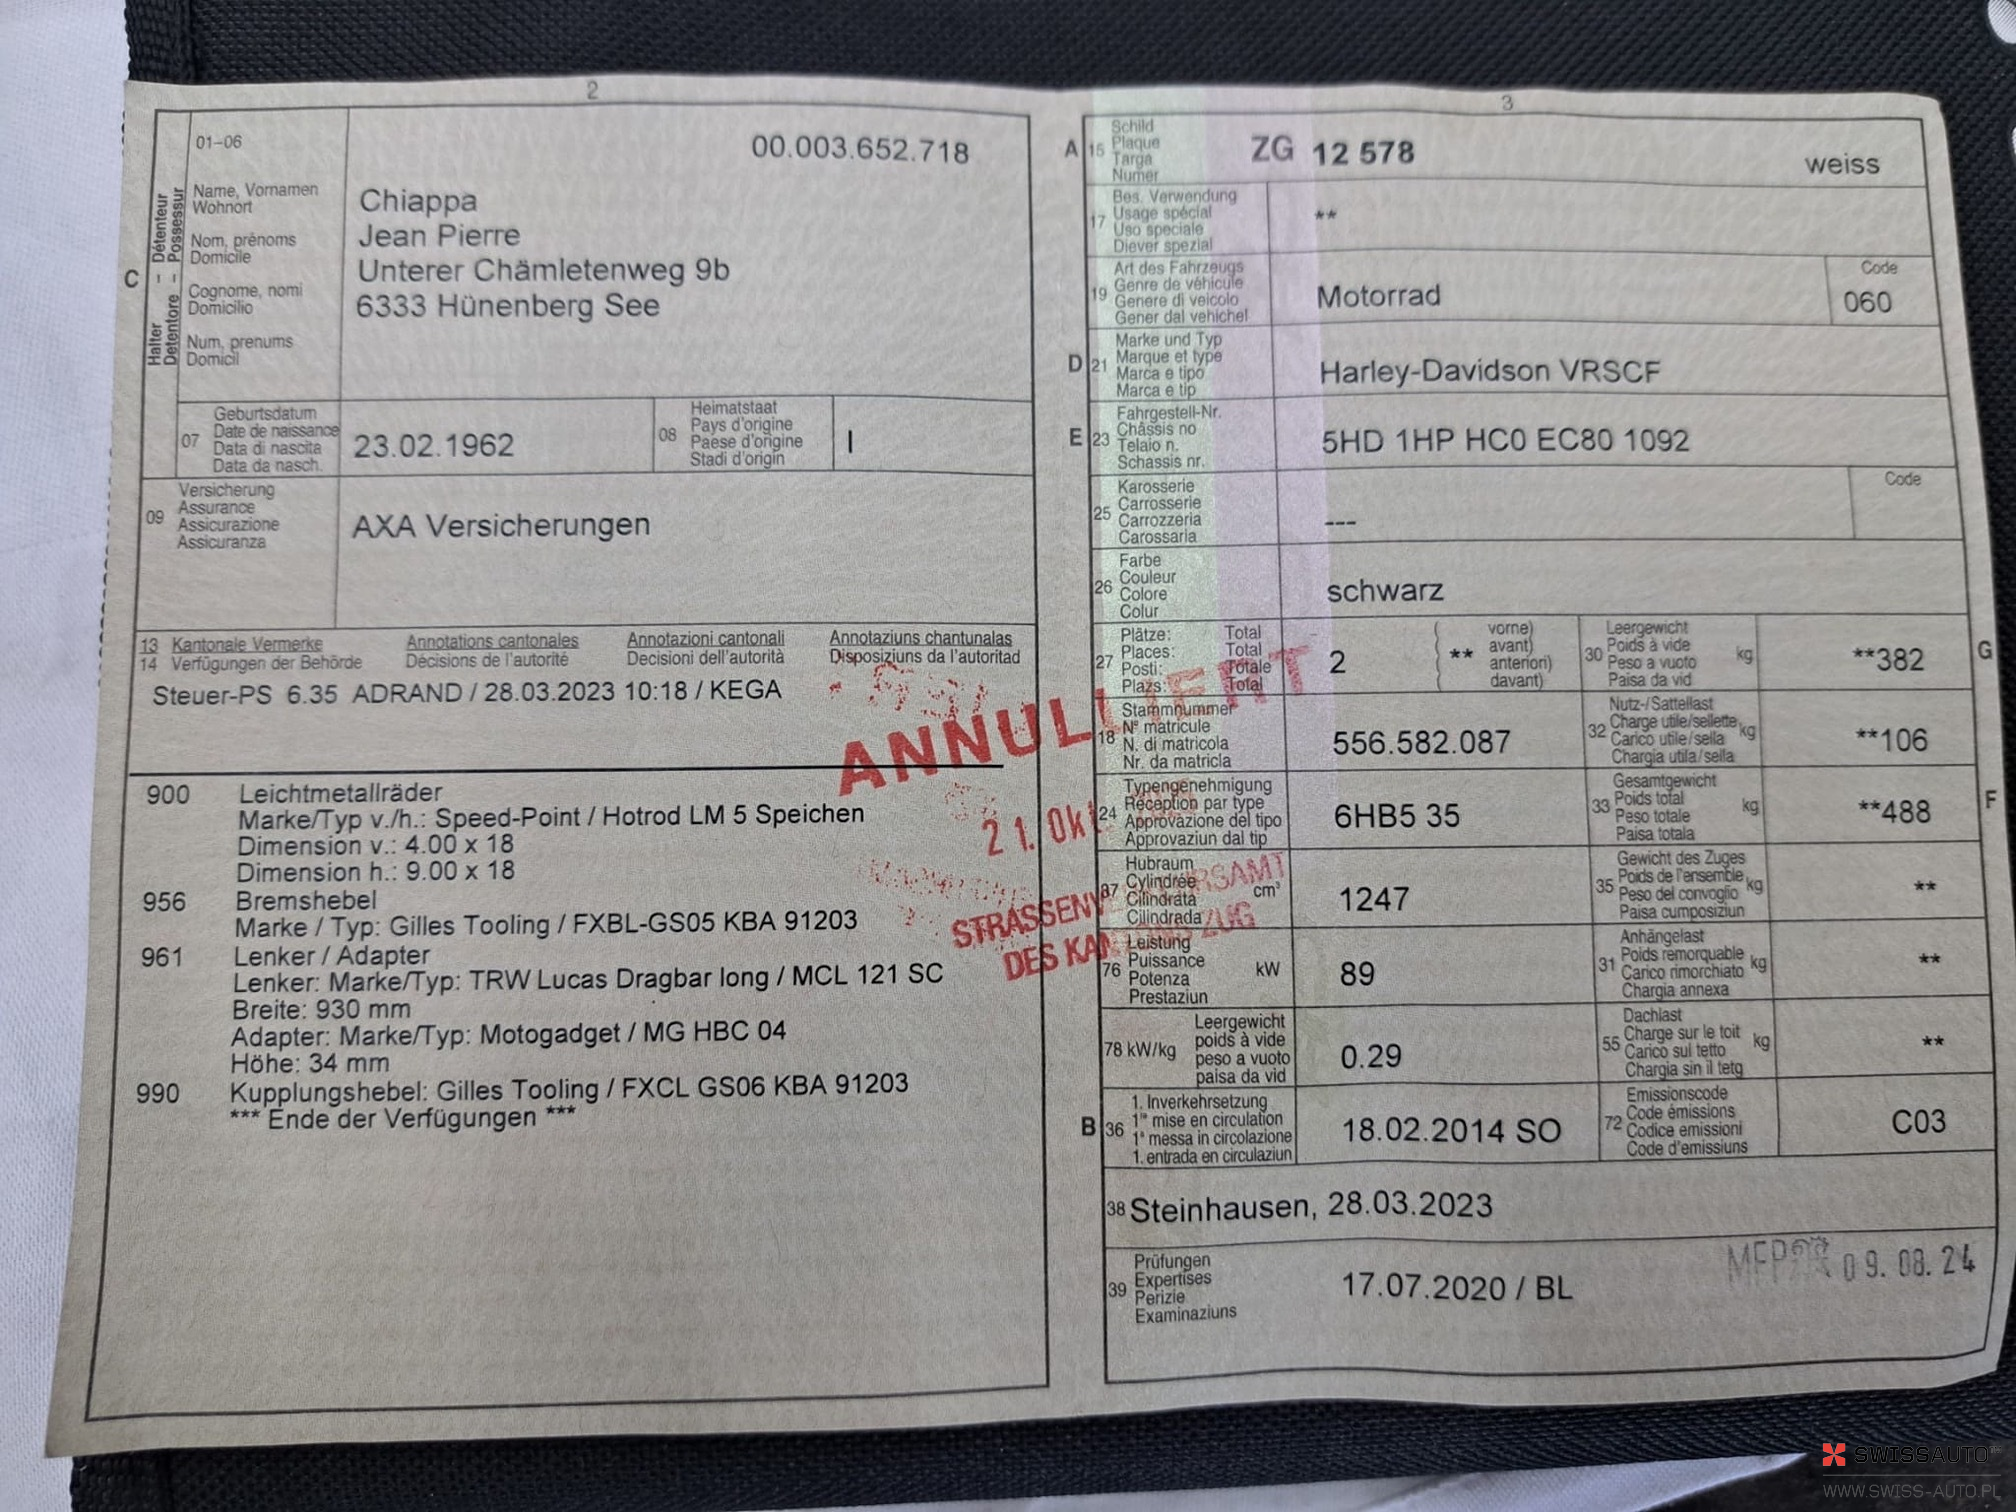 2
01-06
00.003.652.718
Halter – Détenteur
Detentore – Possessur
C
Name, Vornamen
Wohnort
Nom, prénoms
Domicile
Cognome, nomi
Domicilio
Num, prenums
Domicil
Chiappa
Jean Pierre
Unterer Chämletenweg 9b
6333 Hünenberg See
07
Geburtsdatum
Date de naissance
Data di nascita
Data da nasch.
23.02.1962
08
Heimatstaat
Pays d'origine
Paese d'origine
Stadi d'origin
I
09
Versicherung
Assurance
Assicurazione
Assicuranza
AXA Versicherungen
13 Kantonale Vermerke Annotations cantonales Annotazioni cantonali Annotaziuns chantunalas
14 Verfügungen der Behörde Décisions de l'autorité Decisioni dell'autorità Disposiziuns da l'autoritad
Steuer-PS 6.35 ADRAND / 28.03.2023 10:18 / KEGA
ANNULLIERT
21. Okt.
STRASSENVERKEHRSAMT
DES KANTONS ZUG
900 Leichtmetallräder
Marke/Typ v./h.: Speed-Point / Hotrod LM 5 Speichen
Dimension v.: 4.00 x 18
Dimension h.: 9.00 x 18
956 Bremshebel
Marke / Typ: Gilles Tooling / FXBL-GS05 KBA 91203
961 Lenker / Adapter
Lenker: Marke/Typ: TRW Lucas Dragbar long / MCL 121 SC
Breite: 930 mm
Adapter: Marke/Typ: Motogadget / MG HBC 04
Höhe: 34 mm
990 Kupplungshebel: Gilles Tooling / FXCL GS06 KBA 91203
*** Ende der Verfügungen ***
3
A 15
Schild
Plaque
Targa
Numer
ZG 12 578 weiss
17
Bes. Verwendung
Usage spécial
Uso speciale
Diever spezial
**
19
Art des Fahrzeugs
Genre de véhicule
Genere di veicolo
Gener dal vehichel
Motorrad
Code
060
D 21
Marke und Typ
Marque et type
Marca e tipo
Marca e tip
Harley-Davidson VRSCF
E 23
Fahrgestell-Nr.
Châssis no
Telaio n.
Schassis nr.
5HD 1HP HC0 EC80 1092
25
Karosserie
Carrosserie
Carrozzeria
Carossaria
---
Code
26
Farbe
Couleur
Colore
Colur
schwarz
27
Plätze: Total
Places: Total
Posti: Totale
Plazs: Total
2
**
vorne)
avant)
anteriori)
davant)
30
Leergewicht
Poids à vide
Peso a vuoto
Paisa da vid
kg
**382
G
18
Stammnummer
N° matricule
N. di matricola
Nr. da matricla
556.582.087
32
Nutz-/Sattellast
Charge utile/sellette
Carico utile/sella
Chargia utila/sella
kg
**106
24
Typengenehmigung
Réception par type
Approvazione del tipo
Approvaziun dal tip
6HB5 35
33
Gesamtgewicht
Poids total
Peso totale
Paisa totala
kg
**488
F
37
Hubraum
Cylindrée
Cilindrata
Cilindrada
cm³
1247
35
Gewicht des Zuges
Poids de l'ensemble
Peso del convoglio
Paisa cumposiziun
kg
**
76
Leistung
Puissance
Potenza
Prestaziun
kW
89
31
Anhängelast
Poids remorquable
Carico rimorchiato
Chargia annexa
kg
**
78 kW/kg
Leergewicht
poids à vide
peso a vuoto
paisa da vid
0.29
55
Dachlast
Charge sur le toit
Carico sul tetto
Chargia sin il tetg
kg
**
B 36
1. Inverkehrsetzung
1re mise en circulation
1a messa in circolazione
1. entrada en circulaziun
18.02.2014 SO
72
Emissionscode
Code émissions
Codice emissioni
Code d'emissiuns
C03
38 Steinhausen, 28.03.2023
39
Prüfungen
Expertises
Perizie
Examinaziuns
17.07.2020 / BL
09. 08. 24
SWISSAUTO
WWW.SWISS-AUTO.PL